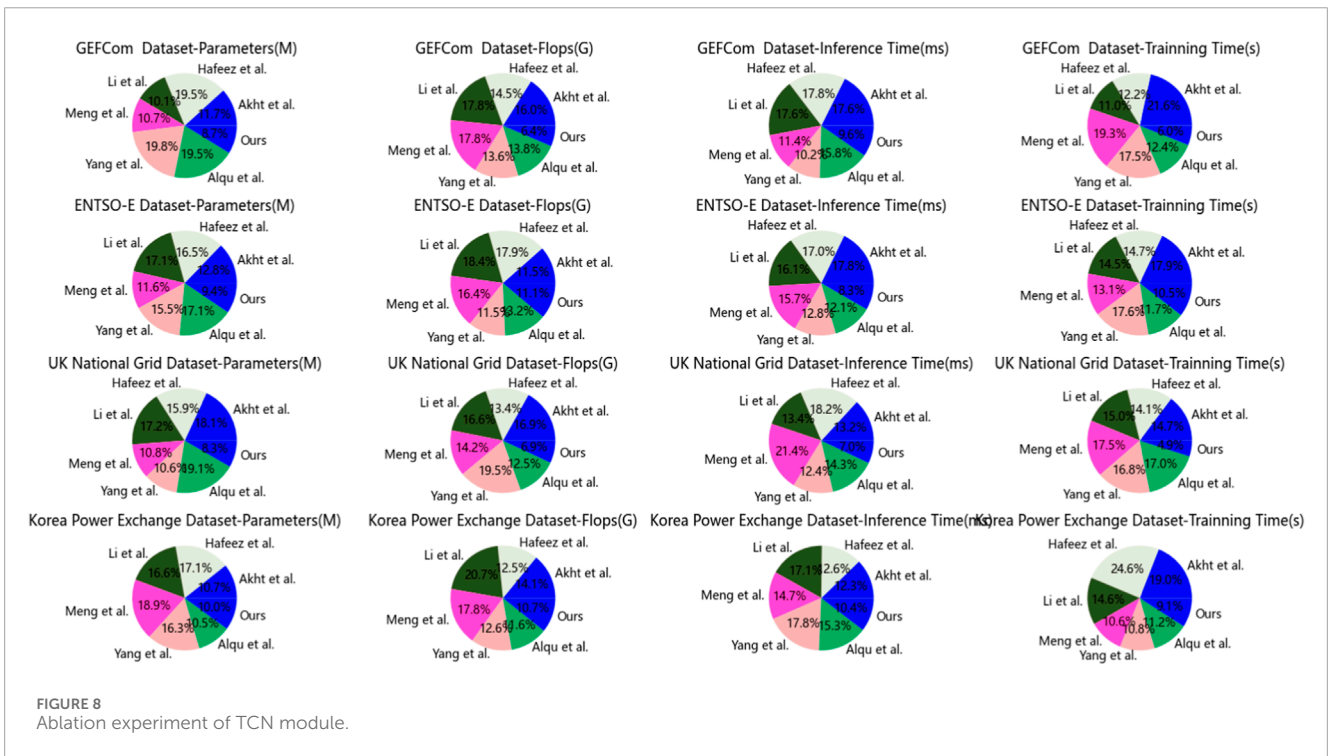 GEFCom  Dataset-Parameters(M)
Hafeez et al.
Li et al.
19.5%
10.1%
Akht et al.
11.7%
Meng et al.
10.7%
8.7%
Ours
19.8%
19.5%
Yang et al.
Alqu et al.
GEFCom  Dataset-Flops(G)
Hafeez et al.
Li et al.
14.5%
17.8%
Akht et al.
16.0%
6.4%
Ours
Meng et al.
17.8%
13.6%
13.8%
Alqu et al.
Yang et al.
GEFCom  Dataset-Inference Time(ms)
Hafeez et al.
17.8%
Akht et al.
Li et al.
17.6%
17.6%
9.6%
Ours
11.4%
Meng et al.
10.2%
15.8%
Alqu et al.
Yang et al.
GEFCom  Dataset-Trainning Time(s)
Hafeez et al.
12.2%
Akht et al.
Li et al.
11.0%
21.6%
Meng et al.
19.3%
6.0%
Ours
17.5%
12.4%
Alqu et al.
Yang et al.
ENTSO-E Dataset-Parameters(M)
Hafeez et al.
Li et al.
16.5%
17.1%
Akht et al.
12.8%
Meng et al.
11.6%
9.4%
Ours
15.5%
17.1%
Yang et al.
Alqu et al.
ENTSO-E Dataset-Flops(G)
Hafeez et al.
Li et al.
17.9%
18.4%
Akht et al.
11.5%
11.1%
Ours
Meng et al.
16.4%
11.5%
13.2%
Yang et al.
Alqu et al.
ENTSO-E Dataset-Inference Time(ms)
Hafeez et al.
17.0%
Akht et al.
Li et al.
16.1%
17.8%
8.3%
Ours
Meng et al.
15.7%
12.8%
12.1%
Alqu et al.
Yang et al.
ENTSO-E Dataset-Trainning Time(s)
Hafeez et al.
14.7%
Li et al.
14.5%
17.9%
Akht et al.
Meng et al.
13.1%
10.5%
Ours
17.6%
11.7%
Yang et al.
Alqu et al.
UK National Grid Dataset-Parameters(M)
Hafeez et al.
15.9%
Akht et al.
Li et al.
17.2%
18.1%
8.3%
Ours
Meng et al.
10.8%
10.6%
19.1%
Yang et al.
Alqu et al.
UK National Grid Dataset-Flops(G)
Hafeez et al.
Li et al.
13.4%
16.6%
16.9%
Akht et al.
Meng et al.
14.2%
6.9%
Ours
19.5%
12.5%
Alqu et al.
Yang et al.
UK National Grid Dataset-Inference Time(ms)
Hafeez et al.
Li et al.
18.2%
13.4%
Akht et al.
13.2%
Meng et al.
21.4%
7.0%
Ours
12.4%
14.3%
Alqu et al.
Yang et al.
UK National Grid Dataset-Trainning Time(s)
Hafeez et al.
Li et al.
14.1%
15.0%
14.7%
Akht et al.
Meng et al.
17.5%
4.9%
Ours
16.8%
17.0%
Yang et al.
Alqu et al.
Korea Power Exchange Dataset-Parameters(M)
Hafeez et al.
Li et al.
17.1%
16.6%
Akht et al.
10.7%
Meng et al.
18.9%
10.0%
Ours
16.3%
10.5%
Alqu et al.
Yang et al.
Korea Power Exchange Dataset-Flops(G)
Hafeez et al.
Li et al.
12.5%
20.7%
Akht et al.
14.1%
Meng et al.
17.8%
10.7%
Ours
12.6%
11.6%
Alqu et al.
Yang et al.
Korea Power Exchange Dataset-Inference Time(ms)
Hafeez et al.
Li et al.
12.6%
17.1%
Akht et al.
12.3%
Meng et al.
14.7%
10.4%
Ours
17.8%
15.3%
Yang et al.
Alqu et al.
Korea Power Exchange Dataset-Trainning Time(s)
Hafeez et al.
24.6%
Akht et al.
19.0%
Li et al.
14.6%
9.1%
Ours
10.6%
Meng et al.
10.8%
11.2%
Alqu et al.
Yang et al.
FIGURE 8
Ablation experiment of TCN module.